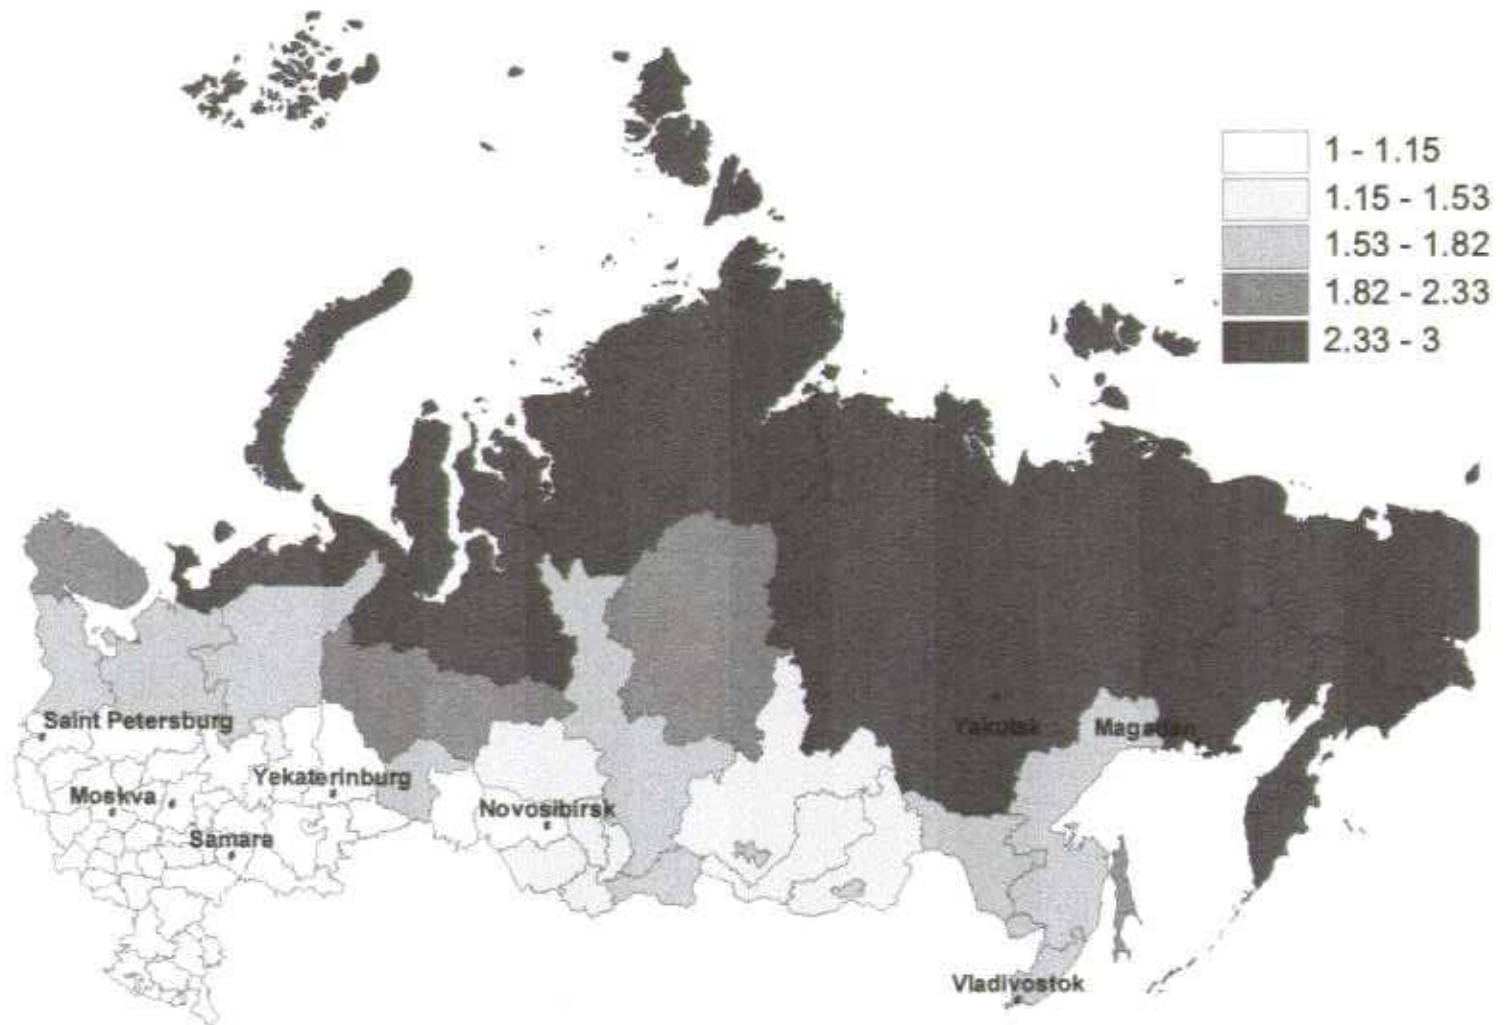 1 - 1.15
1.15 - 1.53
1.53 - 1.82
1.82 - 2.33
2.33 - 3
Saint Petersburg
Yakutsk
Magadan
Yekaterinburg
Moskva
Novosibirsk
Samara
Vladivostok